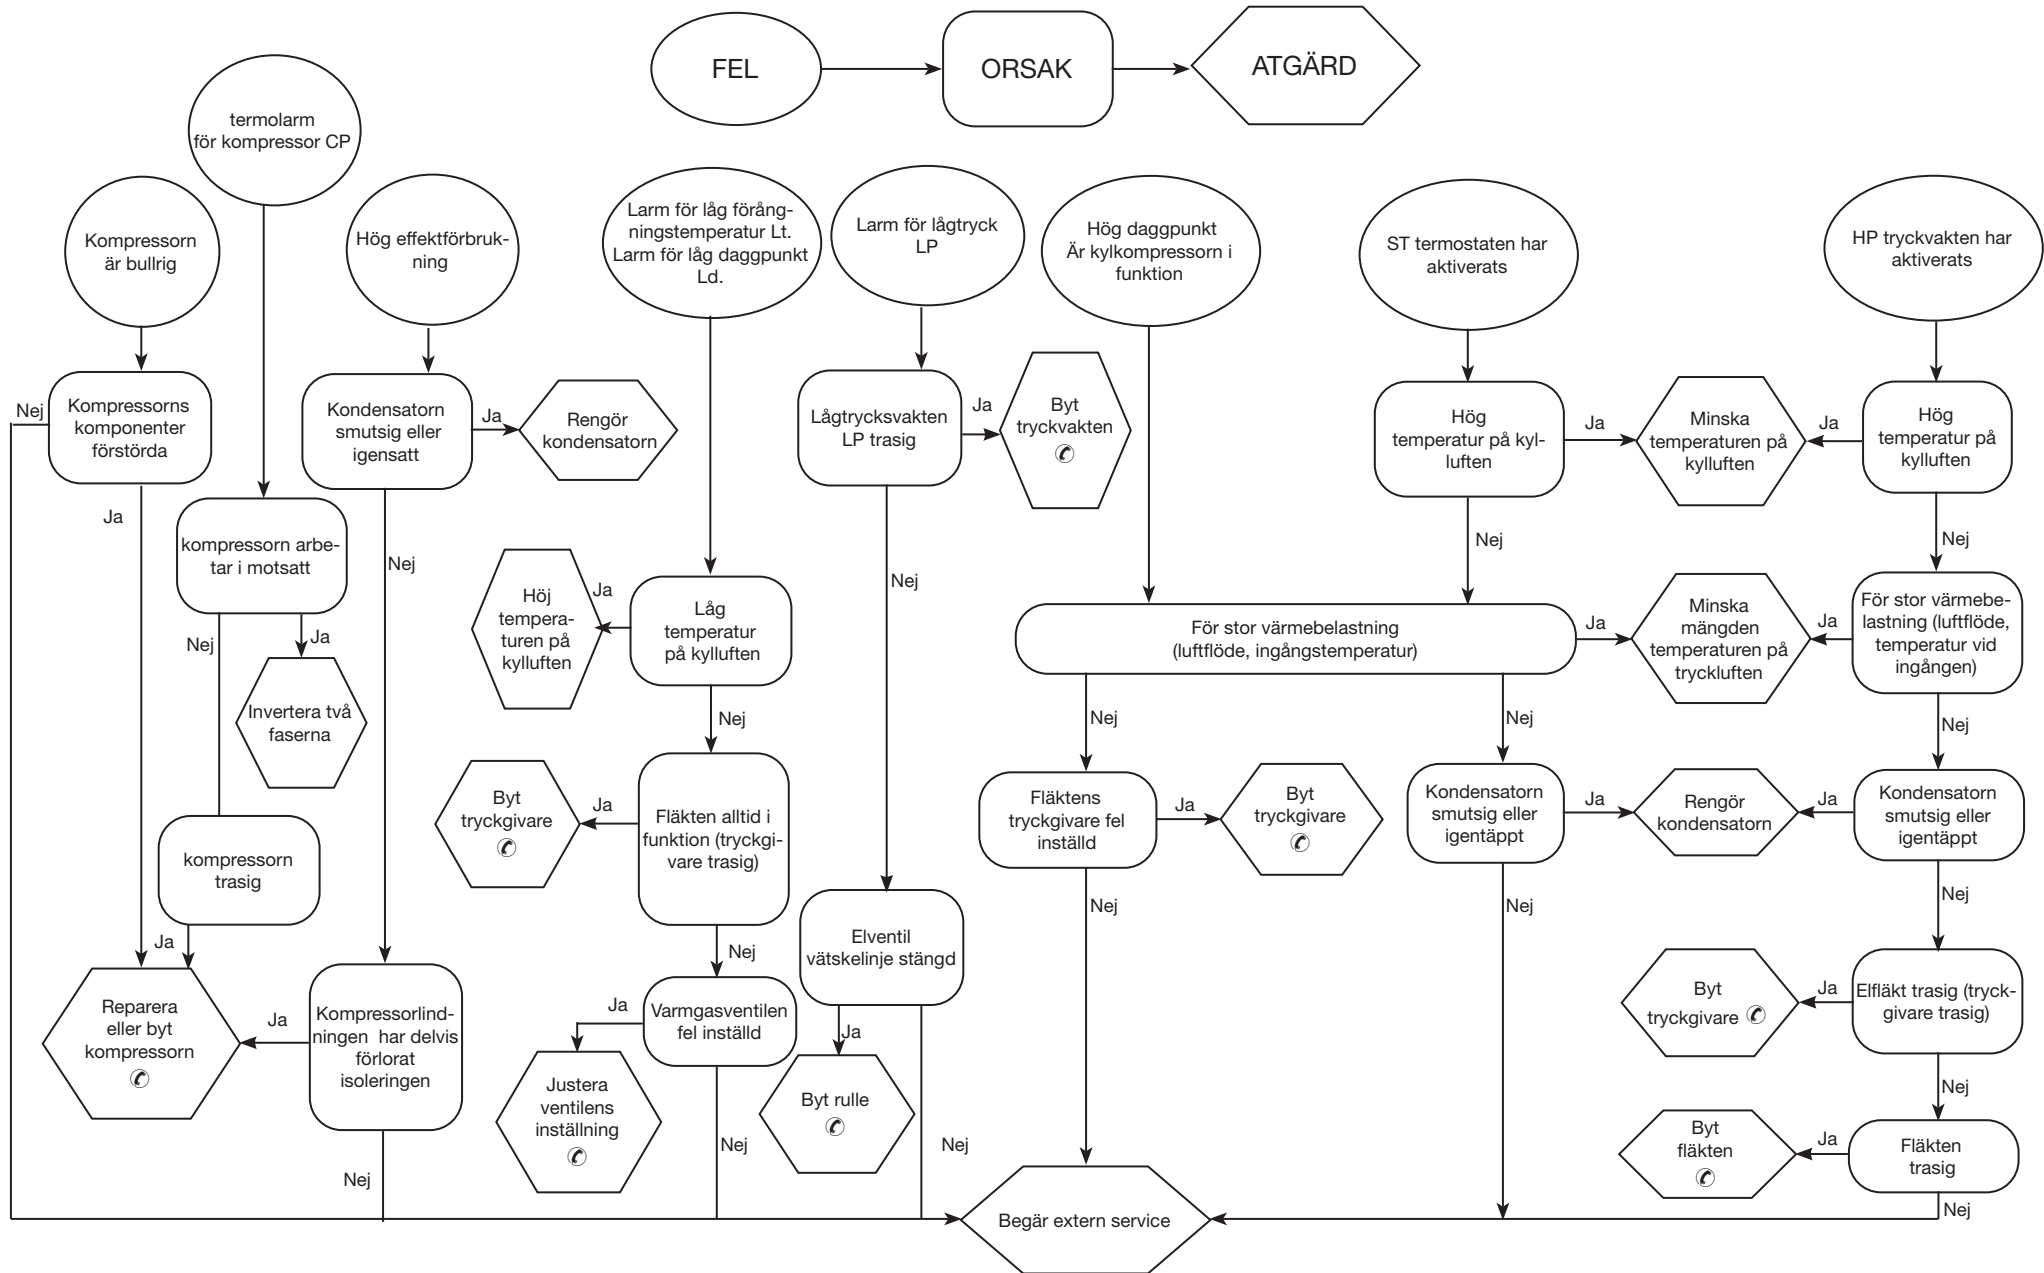 FEL
ORSAK
ATGÄRD
termolarm
för kompressor CP
Kompressorn
är bullrig
Hög effektförbruk-
ning
Larm för låg förång-
ningstemperatur Lt.
Larm för låg daggpunkt
Ld.
Larm för lågtryck
LP
Hög daggpunkt
Är kylkompressorn i
funktion
ST termostaten har
aktiverats
HP tryckvakten har
aktiverats
Nej
Kompressorns
komponenter
förstörda
Ja
Kondensatorn
smutsig eller
igensatt
Ja
Rengör
kondensatorn
Nej
Lågtrycksvakten
LP trasig
Ja
Byt
tryckvakten
✆
Nej
Hög
temperatur på kyl-
luften
Ja
Minska
temperaturen på
kylluften
Ja
Hög
temperatur på
kylluften
Nej
Nej
kompressorn arbe-
tar i motsatt
Nej
Ja
Invertera två
faserna
Höj
tempera-
turen på
kylluften
Ja
Låg
temperatur
på kylluften
Nej
För stor värmebelastning
(luftflöde, ingångstemperatur)
Ja
Minska
mängden
temperaturen på
tryckluften
Ja
För stor värmebe-
lastning (luftflöde,
temperatur vid
ingången)
Nej
Nej
Nej
kompressorn
trasig
Ja
Byt
tryckgivare
✆
Ja
Fläkten alltid i
funktion (tryckgi-
vare trasig)
Nej
Fläktens
tryckgivare fel
inställd
Ja
Byt
tryckgivare
✆
Nej
Kondensatorn
smutsig eller
igentäppt
Ja
Rengör
kondensatorn
Ja
Kondensatorn
smutsig eller
igentäppt
Nej
Nej
Elventil
vätskelinje stängd
Ja
Nej
Reparera
eller byt
kompressorn
✆
Ja
Kompressorlind-
ningen har delvis
förlorat
isoleringen
Nej
Ja
Varmgasventilen
fel inställd
Nej
Justera
ventilens
inställning
✆
Byt rulle
✆
Byt
tryckgivare ✆
Ja
Elfläkt trasig (tryck-
givare trasig)
Nej
Byt
fläkten
✆
Ja
Fläkten
trasig
Nej
Begär extern service